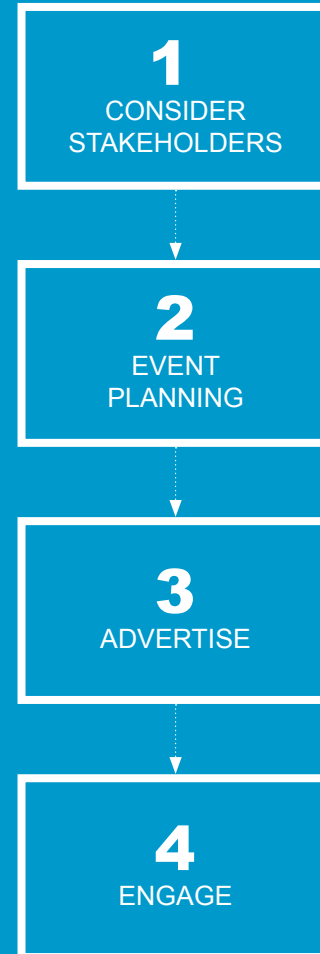 1
CONSIDER
STAKEHOLDERS
2
EVENT
PLANNING
3
ADVERTISE
4
ENGAGE